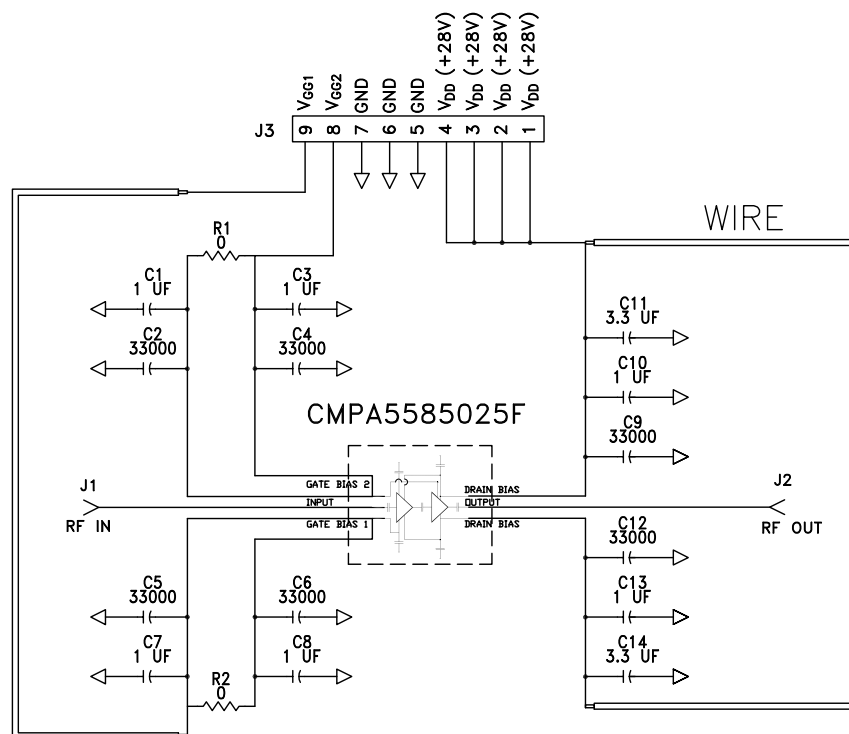 VGG1
VGG2
GND
GND
GND
VDD (+28V)
VDD (+28V)
VDD (+28V)
VDD (+28V)
J3
9 8 7 6 5 4 3 2 1
WIRE
R1
0
C1
1 UF
C3
1 UF
C2
33000
C4
33000
C11
3.3 UF
C10
1 UF
C9
33000
CMPA5585025F
J1
RF IN
GATE BIAS 2
INPUT
GATE BIAS 1
DRAIN BIAS
OUTPUT
DRAIN BIAS
J2
RF OUT
C5
33000
C6
33000
C7
1 UF
C8
1 UF
R2
0
C12
33000
C13
1 UF
C14
3.3 UF